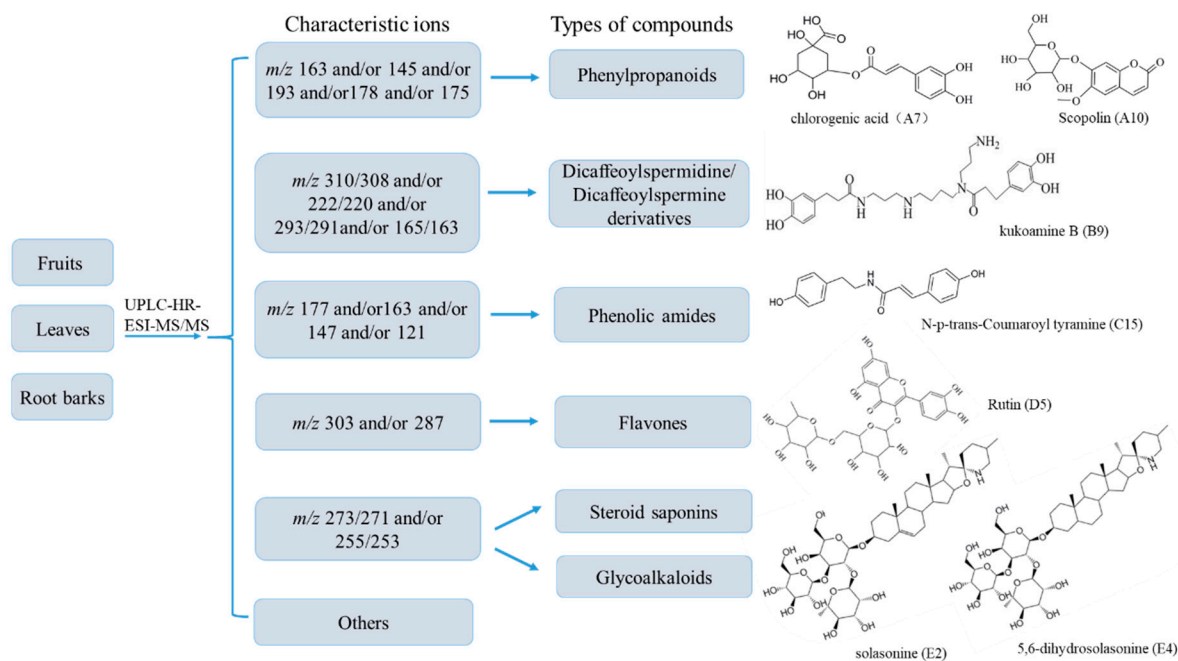 Characteristic ions
Types of compounds
Fruits
Leaves
Root barks
UPLC-HR-
ESI-MS/MS
m/z 163 and/or 145 and/or
193 and/or178 and/or 175
Phenylpropanoids
chlorogenic acid（A7）
Scopolin (A10)
m/z 310/308 and/or
222/220 and/or
293/291and/or 165/163
Dicaffeoylspermidine/
Dicaffeoylspermine
derivatives
kukoamine B (B9)
m/z 177 and/or163 and/or
147 and/or 121
Phenolic amides
N-p-trans-Coumaroyl tyramine (C15)
m/z 303 and/or 287
Flavones
Rutin (D5)
m/z 273/271 and/or
255/253
Steroid saponins
Glycoalkaloids
solasonine (E2)
5,6-dihydrosolasonine (E4)
Others